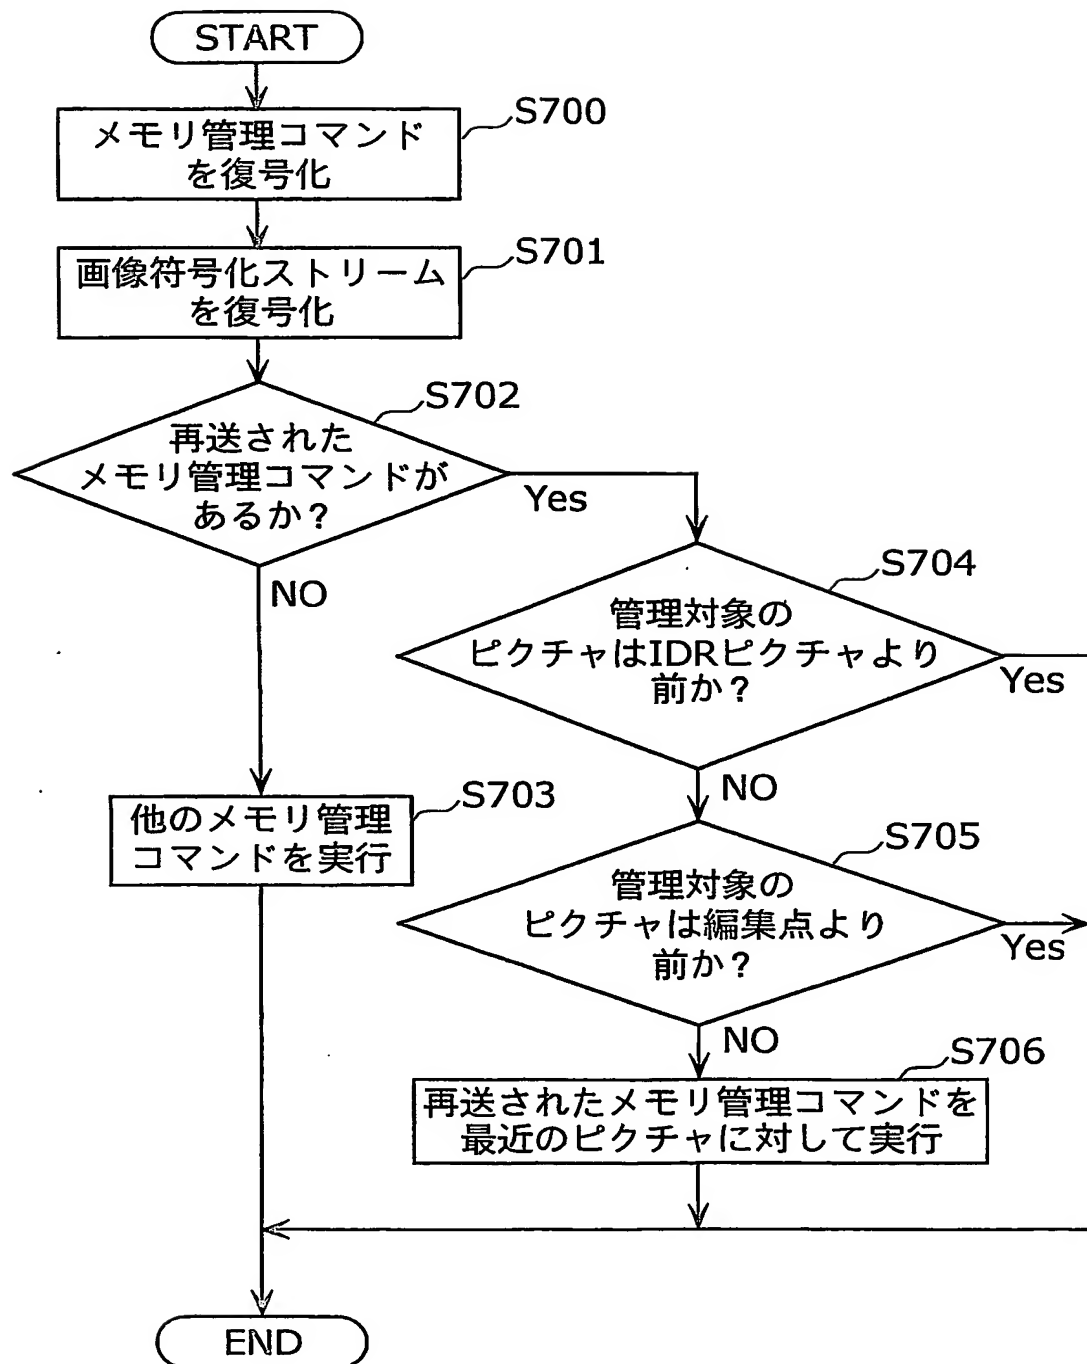 START
S700
メモリ管理コマンド
を復号化
S701
画像符号化ストリーム
を復号化
S702
再送された
メモリ管理コマンドが
あるか？
Yes
NO
S704
管理対象の
ピクチャはIDRピクチャより
前か？
Yes
NO
S703
他のメモリ管理
コマンドを実行
S705
管理対象の
ピクチャは編集点より
前か？
Yes
NO
S706
再送されたメモリ管理コマンドを
最近のピクチャに対して実行
END